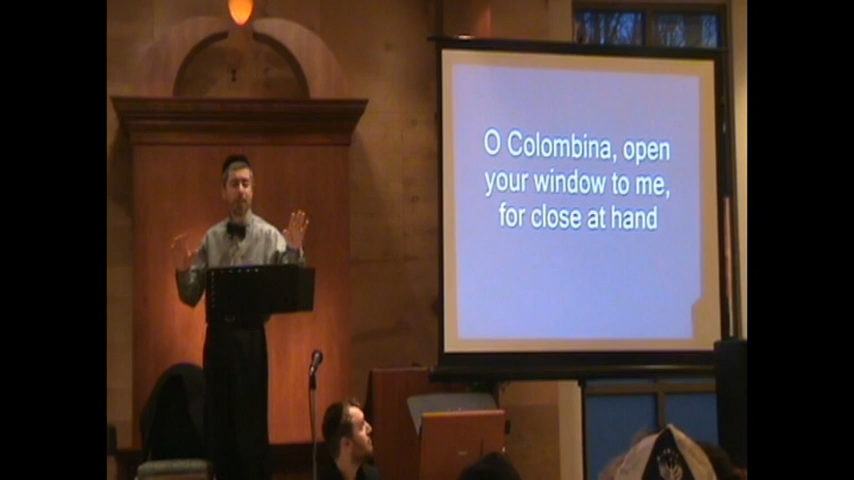 O Colombina, open
your window to me,
for close at hand